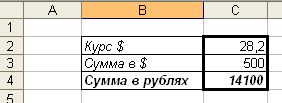 A B C
1
2 Курс $ 28,2
3 Сумма в $ 500
4 Сумма в рублях 14100
5